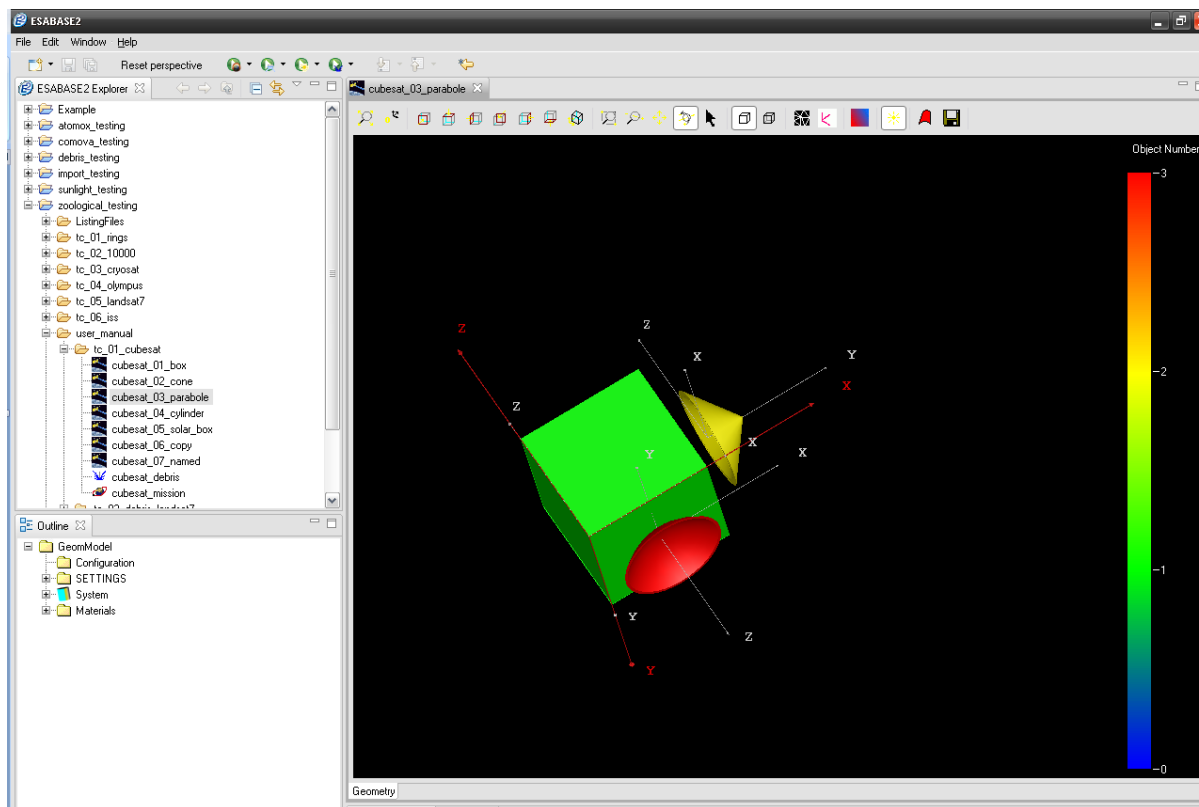 ESABASE2
File Edit Window Help
Reset perspective
ESABASE2 Explorer
Example
atomox_testing
comova_testing
debris_testing
import_testing
sunlight_testing
zoological_testing
ListingFiles
tc_01_rings
tc_02_10000
tc_03_cryosat
tc_04_olympus
tc_05_landsat7
tc_06_iss
user_manual
tc_01_cubesat
cubesat_01_box
cubesat_02_cone
cubesat_03_parabole
cubesat_04_cylinder
cubesat_05_solar_box
cubesat_06_copy
cubesat_07_named
cubesat_debris
cubesat_mission
tc_02_debris_landsat7
Outline
GeomModel
Configuration
SETTINGS
System
Materials
cubesat_03_parabole
Object Number
3
2
1
0
Z
Z
X
Y
X
Z
X
Y
X
Y
Z
Y
Geometry